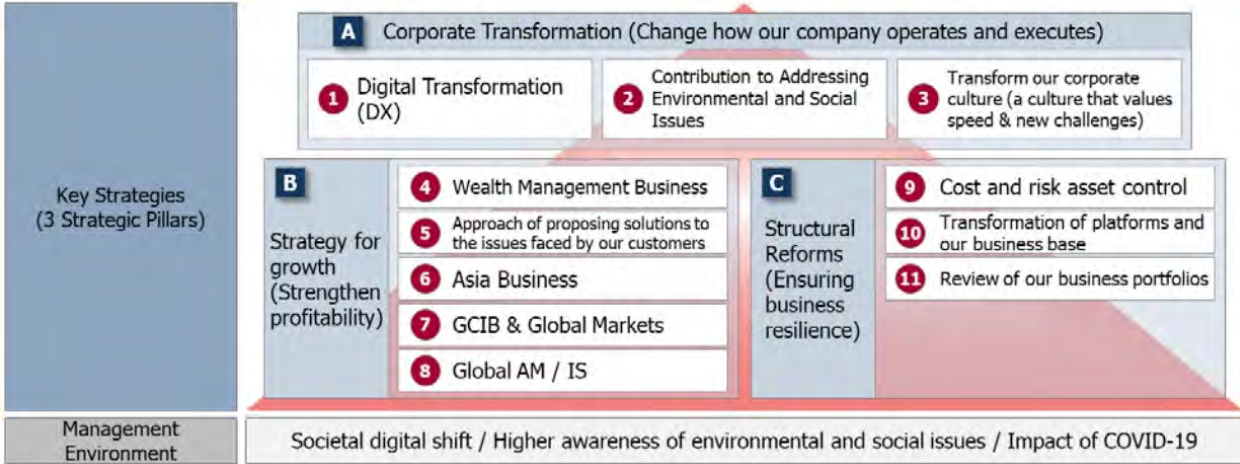 A Corporate Transformation (Change how our company operates and executes)
1 Digital Transformation
(DX)
2 Contribution to Addressing
Environmental and Social
Issues
3 Transform our corporate
culture (a culture that values
speed & new challenges)
Key Strategies
(3 Strategic Pillars)
B
Strategy for
growth
(Strengthen
profitability)
4 Wealth Management Business
5 Approach of proposing solutions to
the issues faced by our customers
6 Asia Business
7 GCIB & Global Markets
8 Global AM / IS
C
Structural
Reforms
(Ensuring
business
resilience)
9 Cost and risk asset control
10 Transformation of platforms and
our business base
11 Review of our business portfolios
Management
Environment
Societal digital shift / Higher awareness of environmental and social issues / Impact of COVID-19